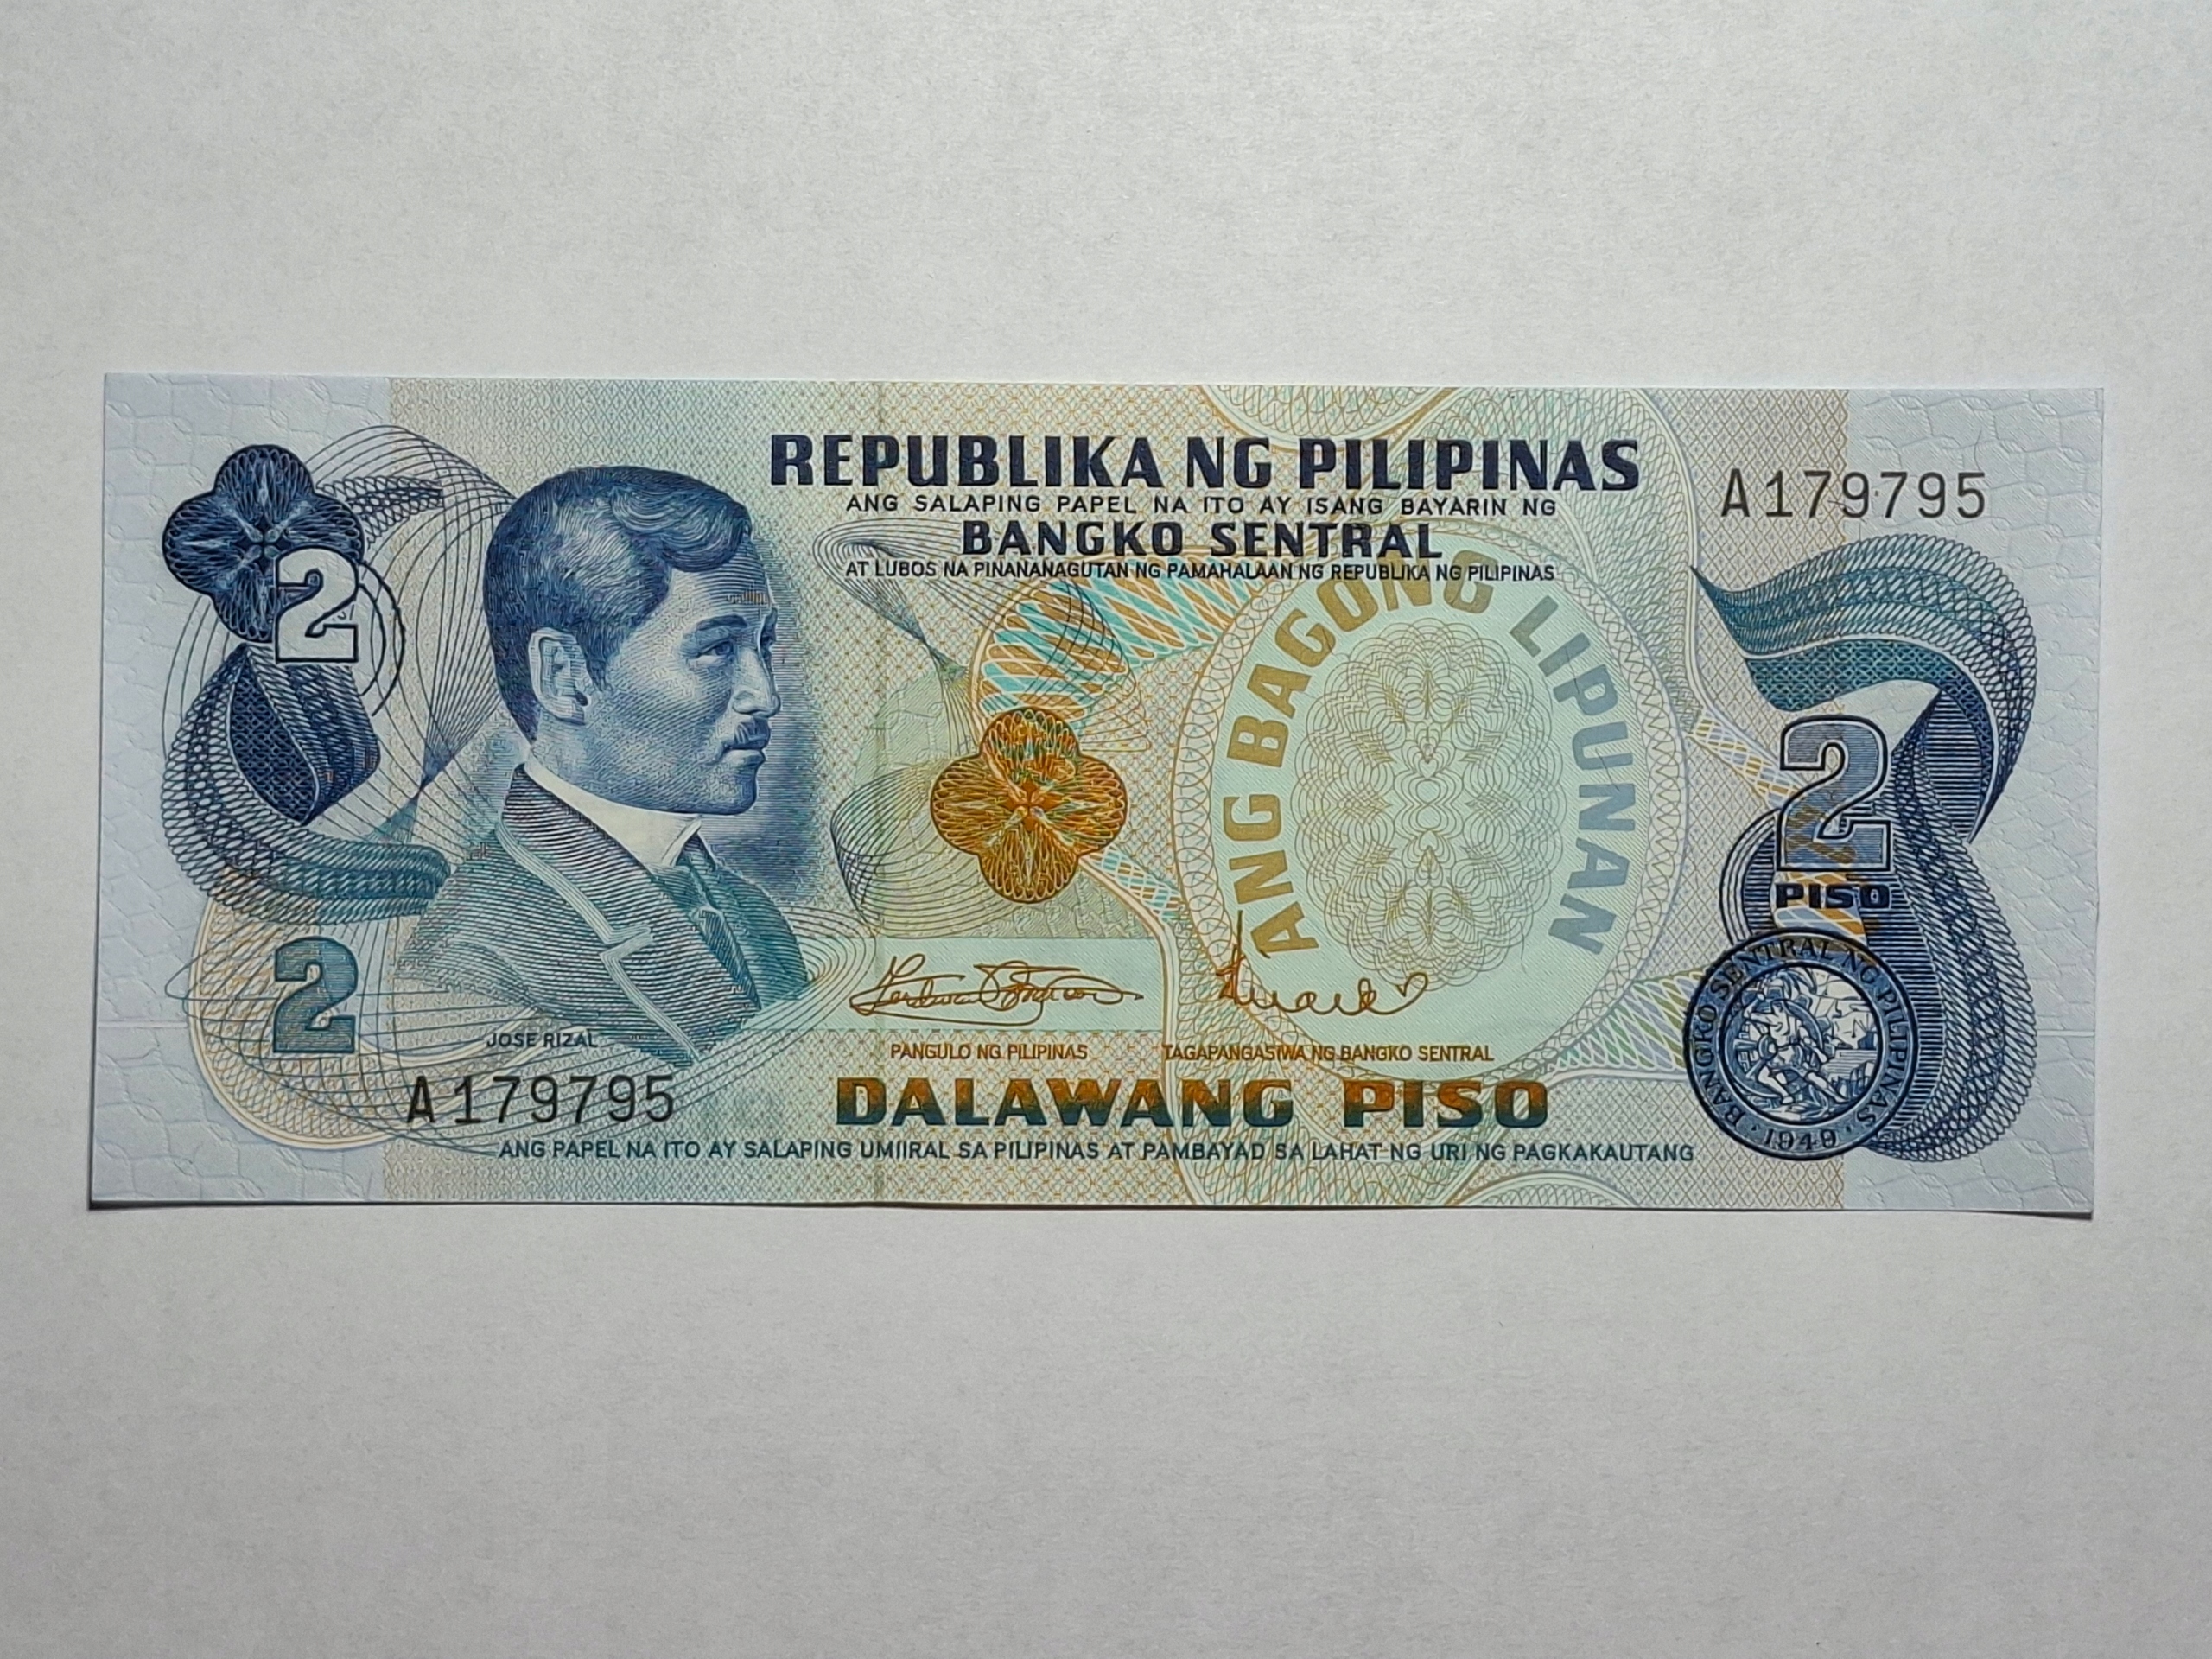 REPUBLIKA NG PILIPINAS
ANG SALAPING PAPEL NA ITO AY ISANG BAYARIN NG
BANGKO SENTRAL
AT LUBOS NA PINANANAGUTAN NG PAMAHALAAN NG REPUBLIKA NG PILIPINAS
A179795
2
ANG BAGONG LIPUNAN
2
PISO
2
JOSE RIZAL
PANGULO NG PILIPINAS
TAGAPANGASIWA NG BANGKO SENTRAL
A179795
DALAWANG PISO
BANGKO SENTRAL NG PILIPINAS
· 1949 ·
ANG PAPEL NA ITO AY SALAPING UMIIRAL SA PILIPINAS AT PAMBAYAD SA LAHAT NG URI NG PAGKAKAUTANG